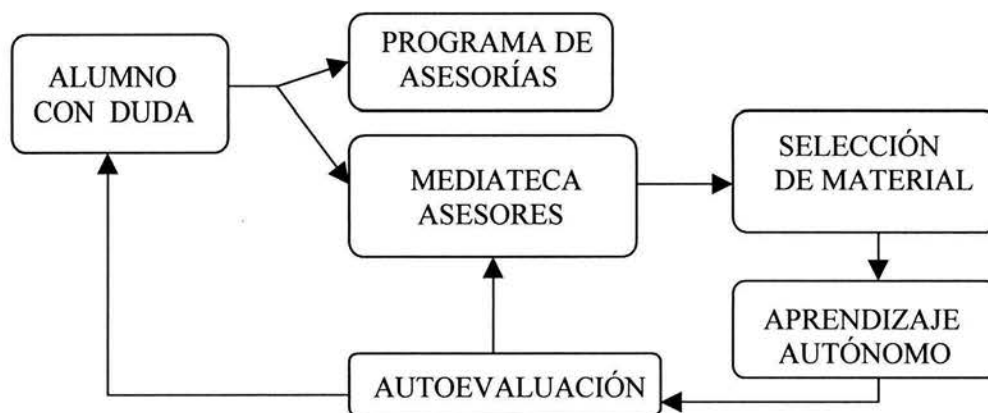 PROGRAMA DE
ASESORÍAS
ALUMNO
CON DUDA
MEDIATECA
ASESORES
SELECCIÓN
DE MATERIAL
APRENDIZAJE
AUTÓNOMO
AUTOEVALUACIÓN